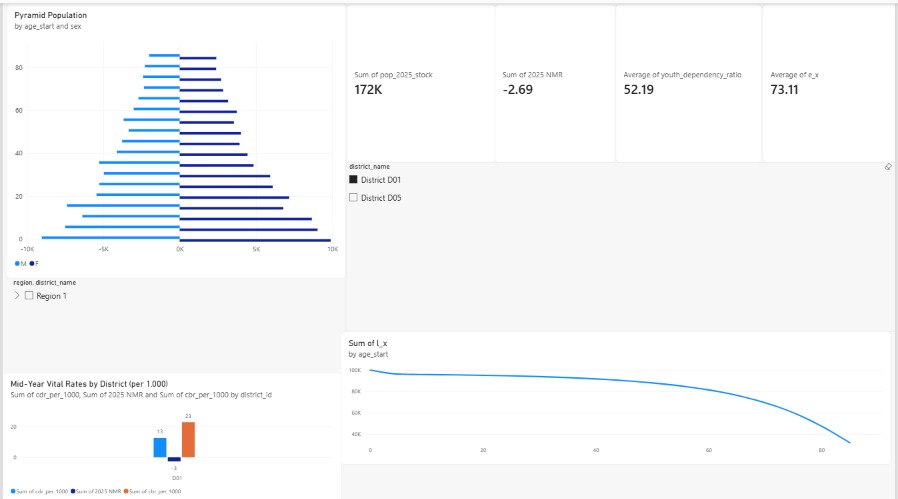 Pyramid Population
by age_start and sex
80
60
40
20
0
-10K -5K 0K 5K 10K
M F
Sum of pop_2025_stock
172K
Sum of 2025 NMR
-2.69
Average of youth_dependency_ratio
52.19
Average of e_x
73.11
district_name
District D01
District D05
region, district_name
Region 1
Sum of l_x
by age_start
100K
80K
60K
40K
0 20 40 60 80
Mid-Year Vital Rates by District (per 1,000)
Sum of cdr_per_1000, Sum of 2025 NMR and Sum of cbr_per_1000 by district_id
20
0
13
-3
23
D01
Sum of cdr_per_1000 Sum of 2025 NMR Sum of cbr_per_1000